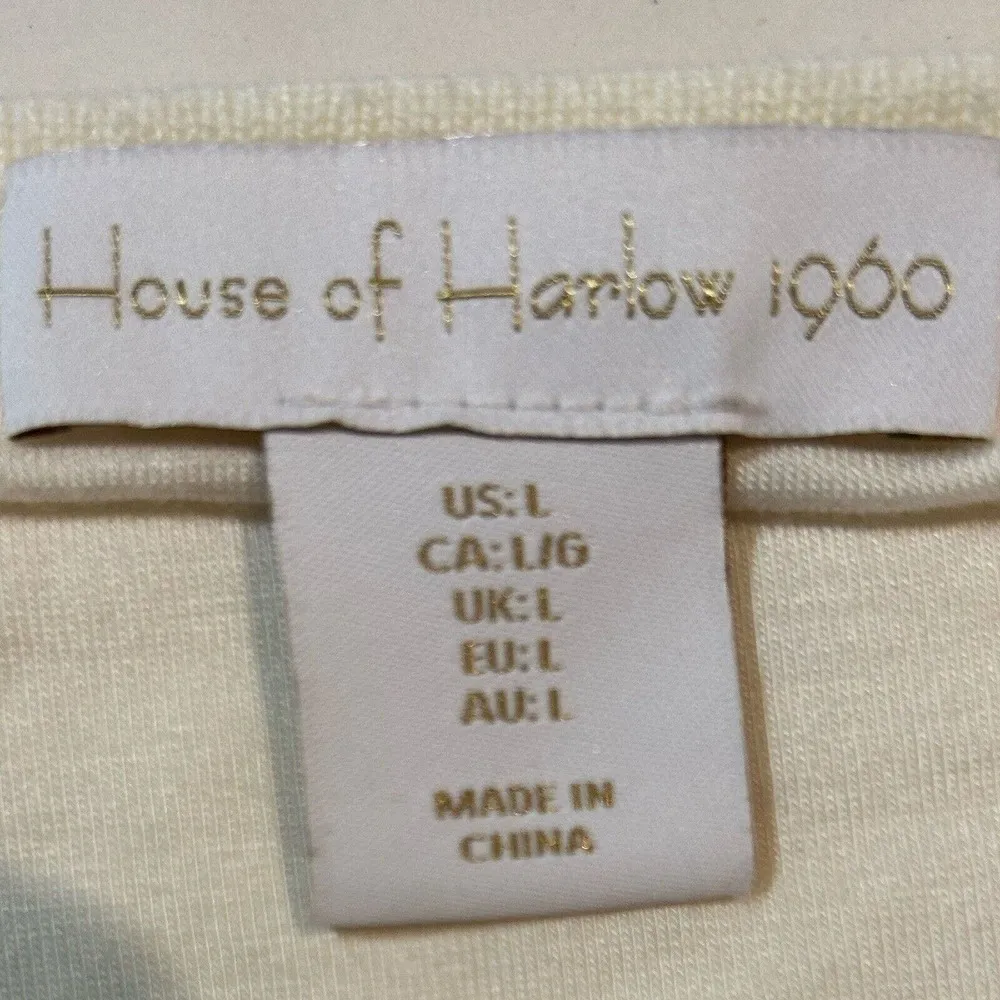 House of Harlow 1960
US: L
CA: L/G
UK: L
EU: L
AU: L
MADE IN
CHINA